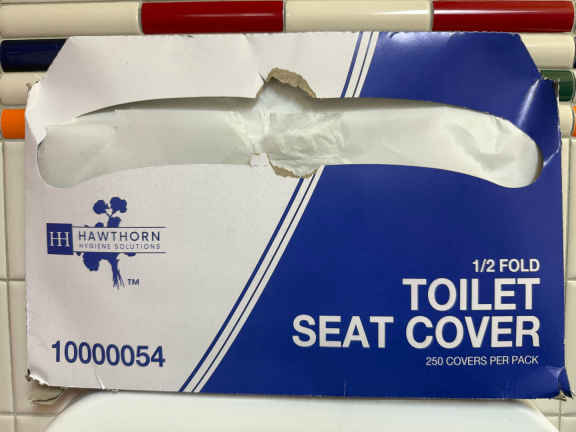 HH HAWTHORN
HYGIENE SOLUTIONS
TM
10000054
1/2 FOLD
TOILET
SEAT COVER
250 COVERS PER PACK